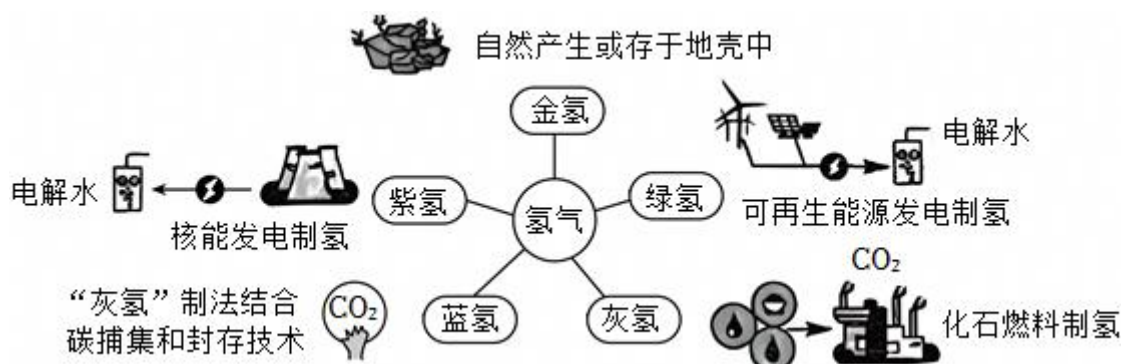 自然产生或存于地壳中
金氢
电解水
电解水
紫氢
氢气
绿氢
核能发电制氢
可再生能源发电制氢
“灰氢”制法结合
碳捕集和封存技术
CO₂
蓝氢
灰氢
CO₂
化石燃料制氢